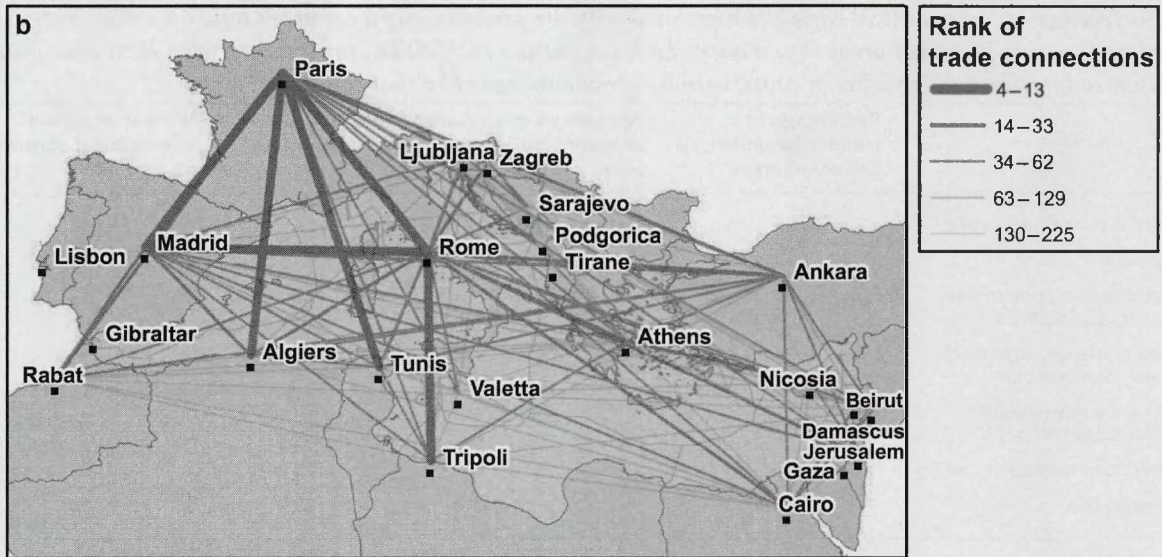 b
Paris
Ljubljana
Zagreb
Sarajevo
Podgorica
Tirane
Lisbon
Madrid
Rome
Ankara
Gibraltar
Algiers
Tunis
Athens
Rabat
Valetta
Nicosia
Beirut
Damascus
Jerusalem
Tripoli
Gaza
Cairo
Rank of
trade connections
4–13
14–33
34–62
63–129
130–225